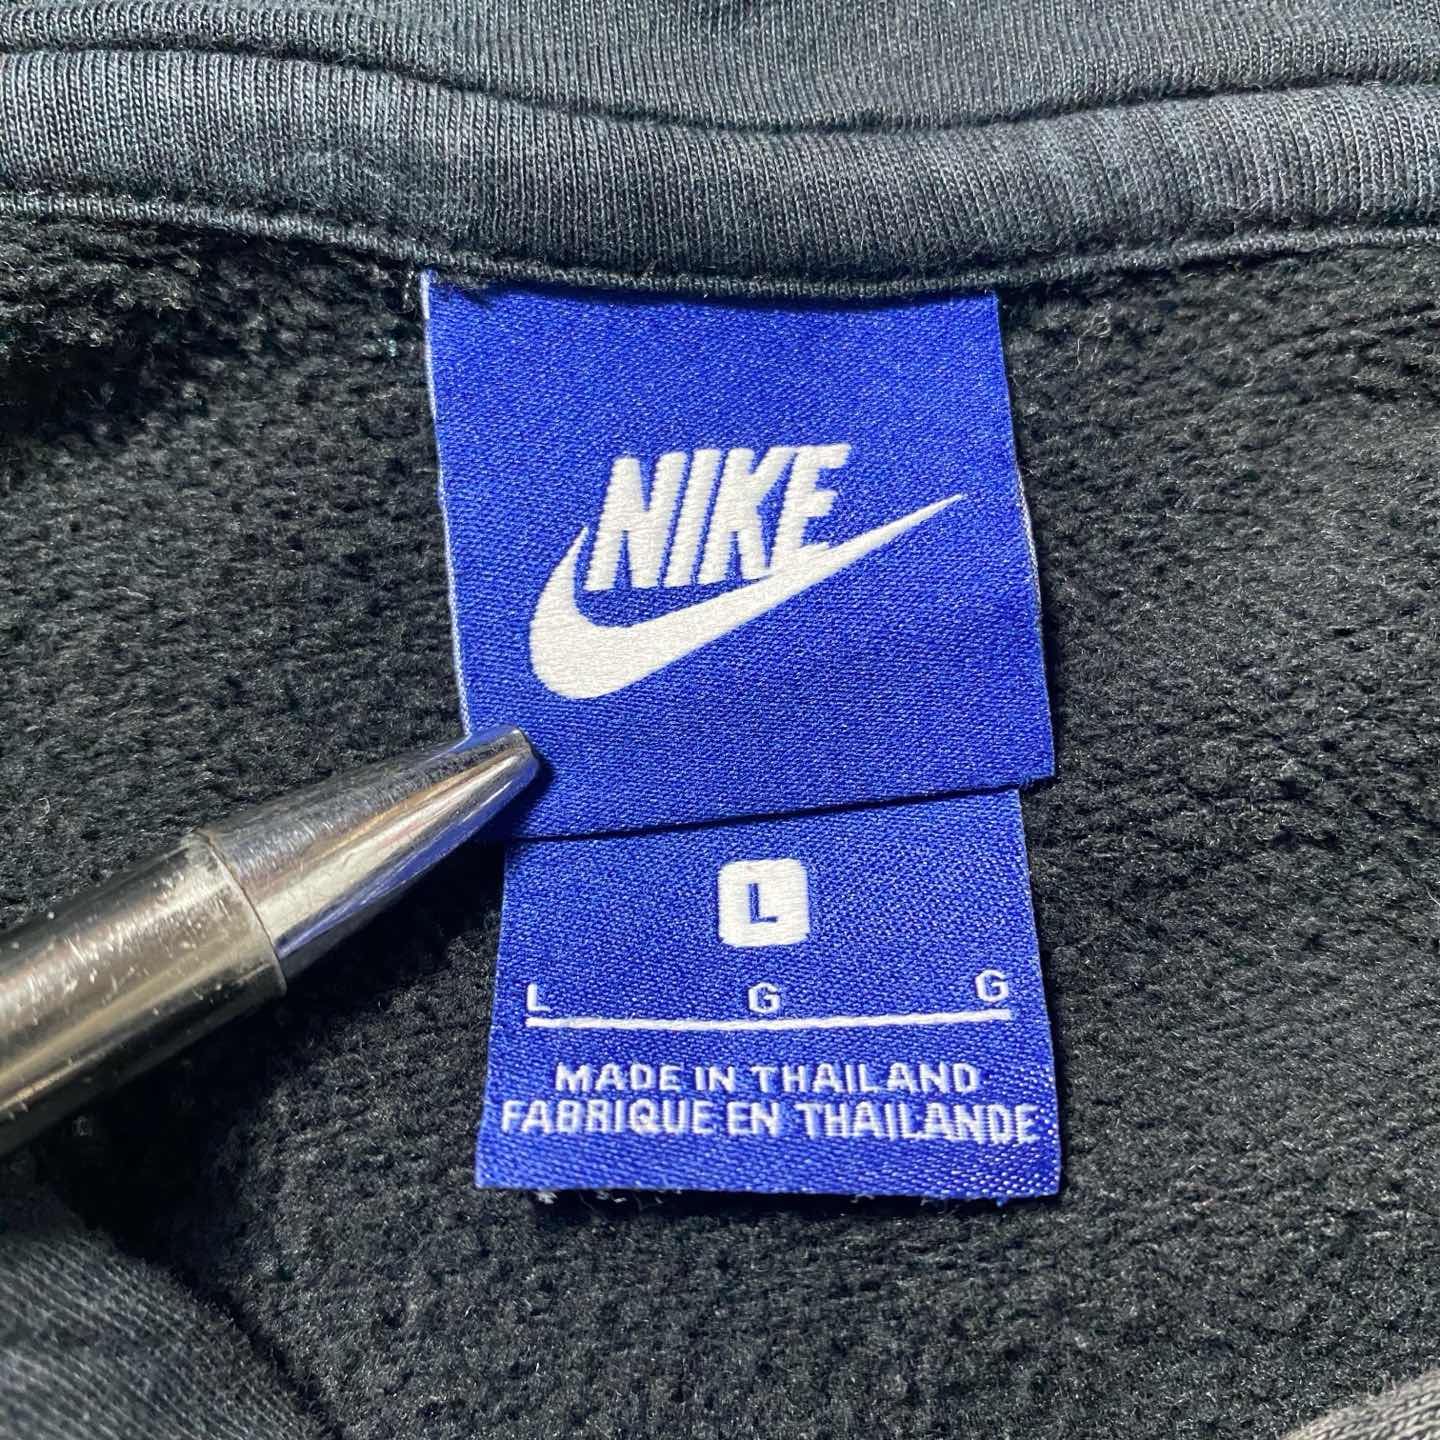 NIKE
L
L G G
MADE IN THAILAND
FABRIQUE EN THAILANDE